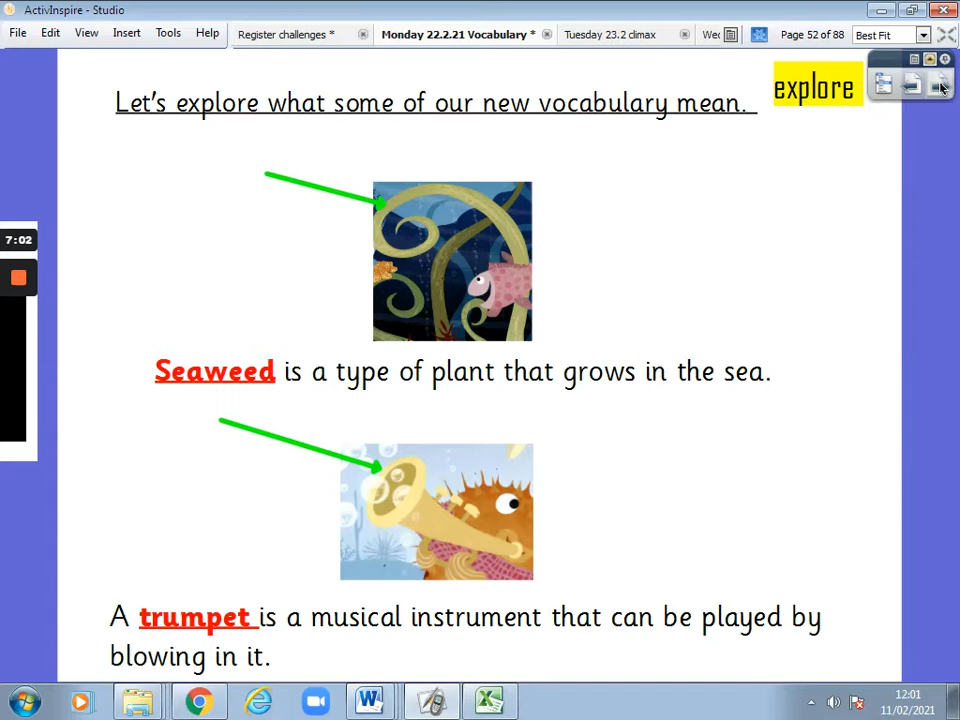 ActivInspire - Studio
File Edit View Insert Tools Help
Register challenges * Monday 22.2.21 Vocabulary * Tuesday 23.2 climax Wec Page 52 of 88 Best Fit
Let's explore what some of our new vocabulary mean.
explore
7:02
Seaweed is a type of plant that grows in the sea.
A trumpet is a musical instrument that can be played by
blowing in it.
12:01
11/02/2021